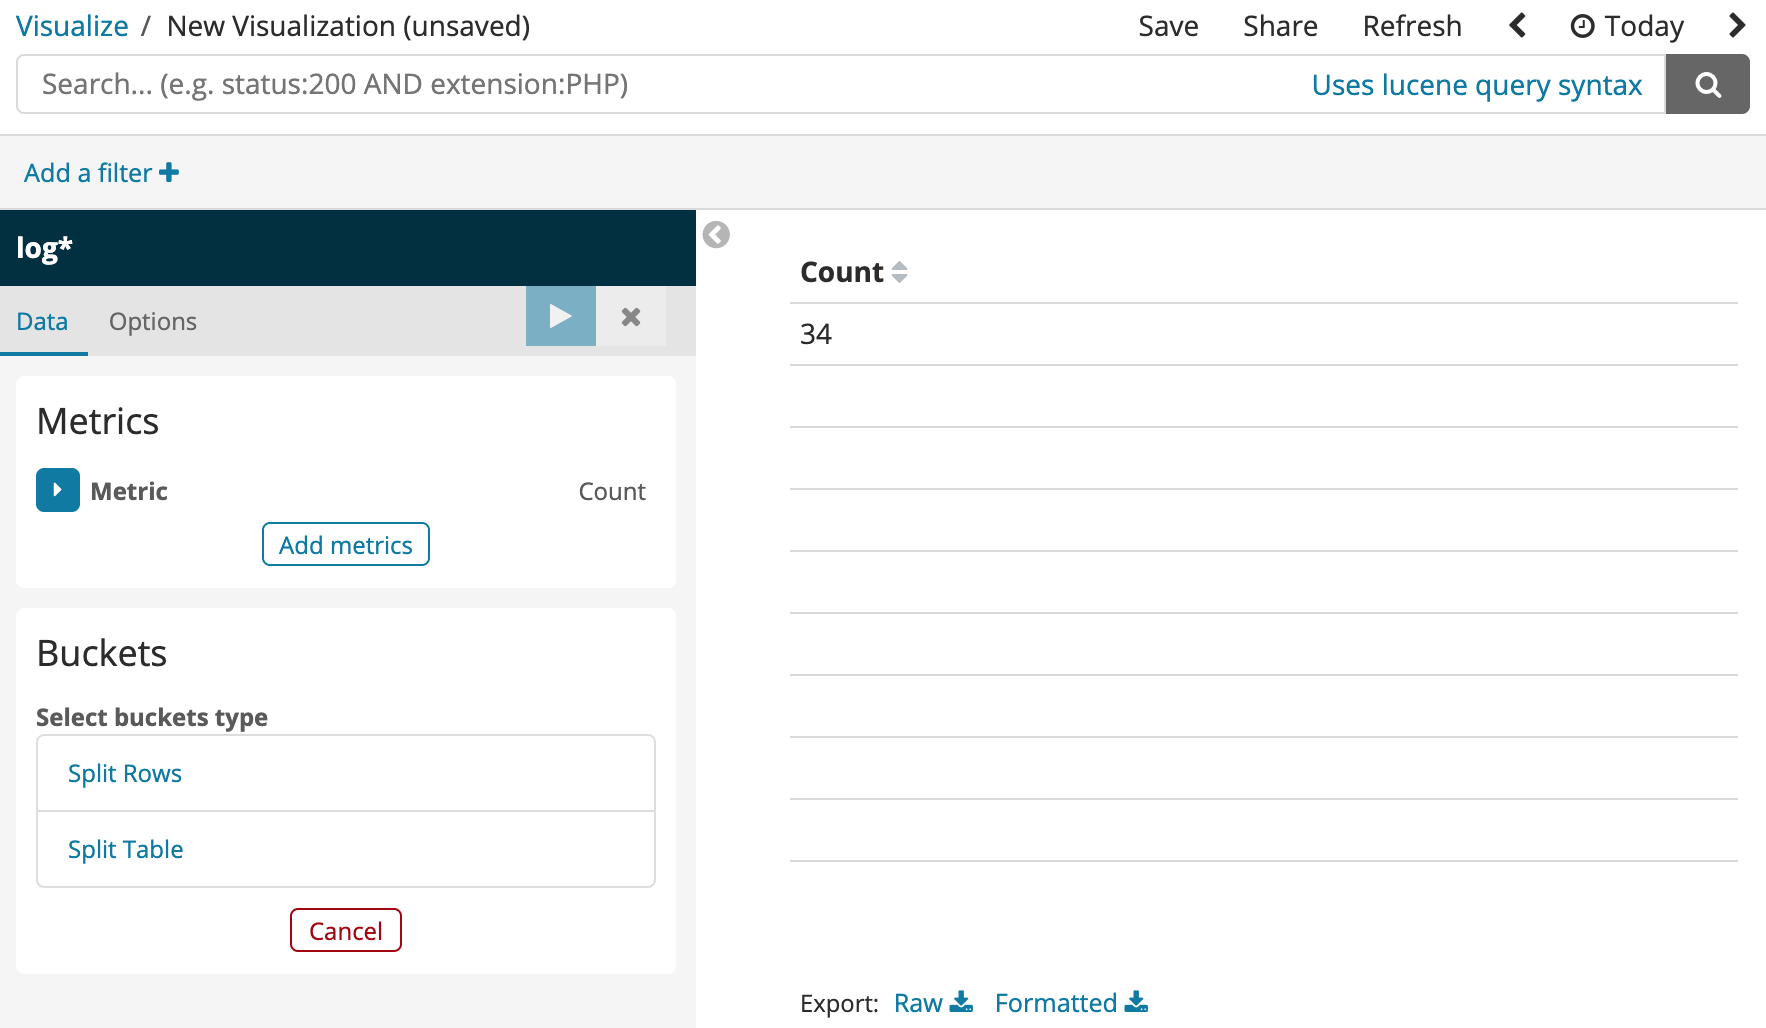 Visualize / New Visualization (unsaved) Save Share Refresh Today
Search... (e.g. status:200 AND extension:PHP) Uses lucene query syntax
Add a filter
log*
Data Options
Metrics
Metric Count
Add metrics
Buckets
Select buckets type
Split Rows
Split Table
Cancel
Count
34
Export: Raw Formatted